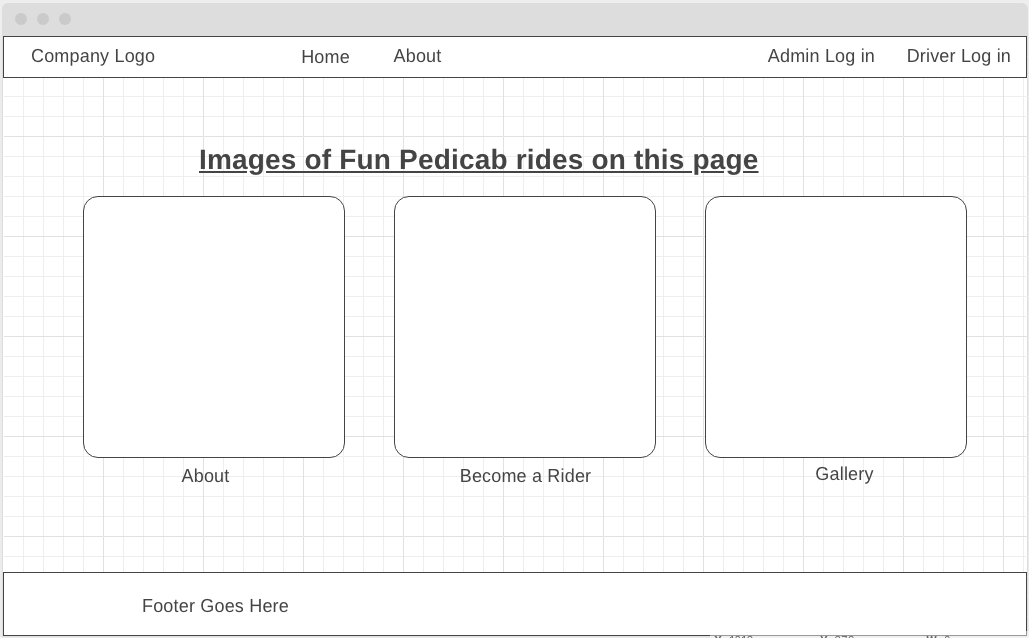 Company Logo
Home
About
Admin Log in
Driver Log in
Images of Fun Pedicab rides on this page
About
Become a Rider
Gallery
Footer Goes Here